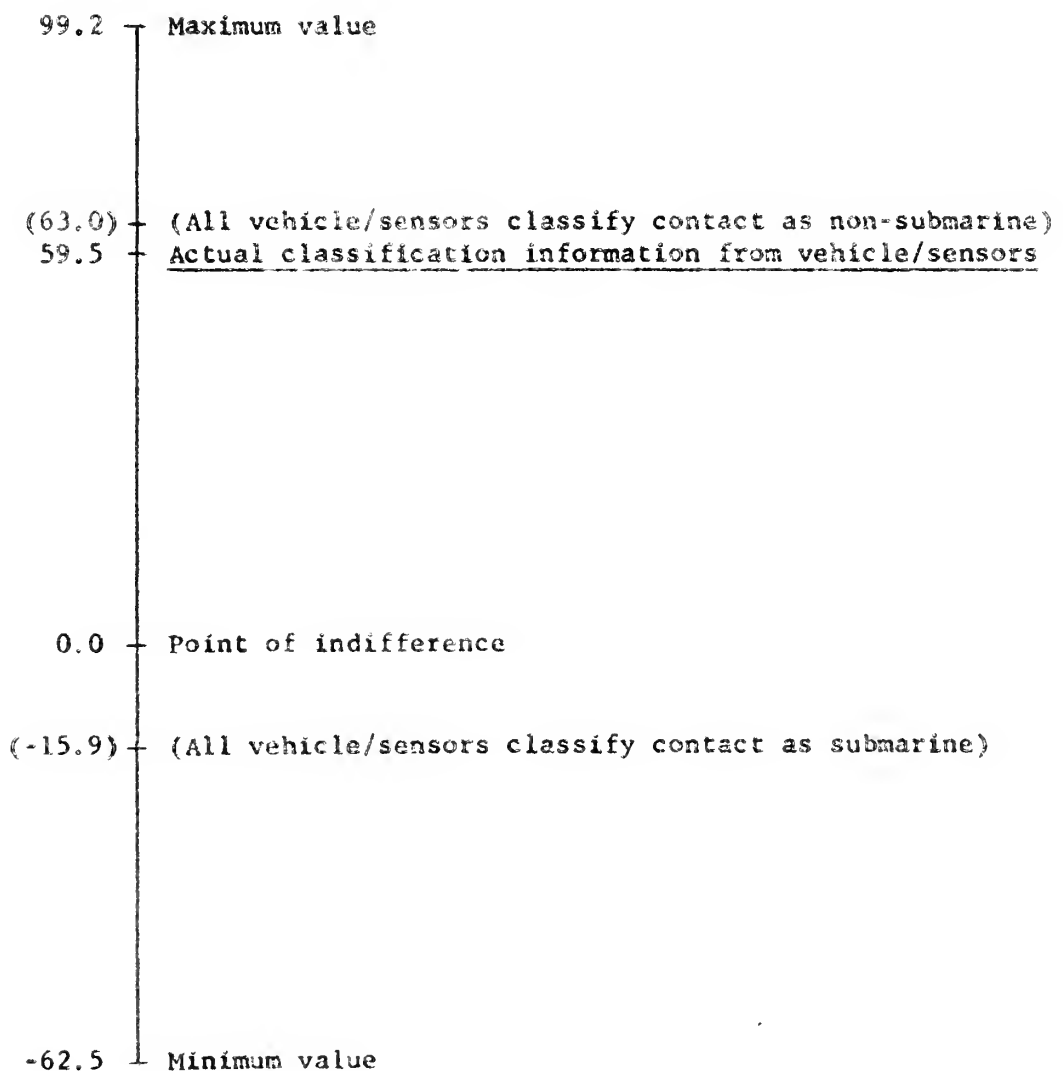 99.2 Maximum value
(63.0) (All vehicle/sensors classify contact as non-submarine)
59.5 Actual classification information from vehicle/sensors
0.0 Point of indifference
(-15.9) (All vehicle/sensors classify contact as submarine)
-62.5 Minimum value